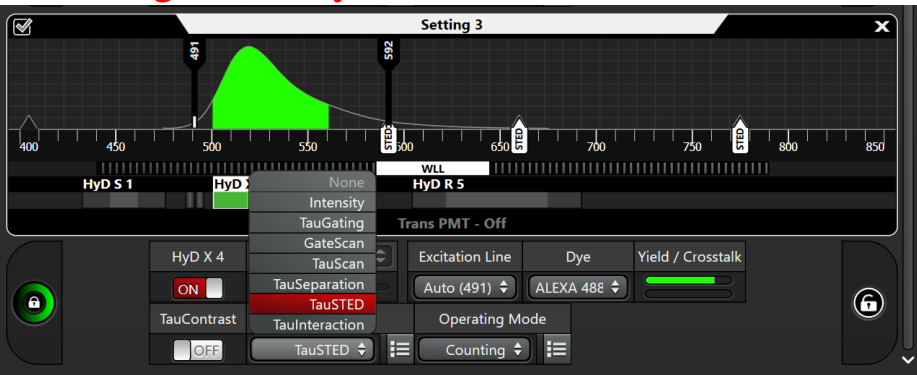 Setting 3
X
491
592
STED
STED
STED
400
450
500
550
600
650
700
750
800
850
WLL
HyD S 1
HyD X
HyD R 5
None
Intensity
TauGating
GateScan
TauScan
TauSeparation
TauSTED
TauInteraction
Trans PMT - Off
HyD X 4
Excitation Line
Dye
Yield / Crosstalk
ON
Auto (491)
ALEXA 488
TauContrast
Operating Mode
OFF
TauSTED
Counting